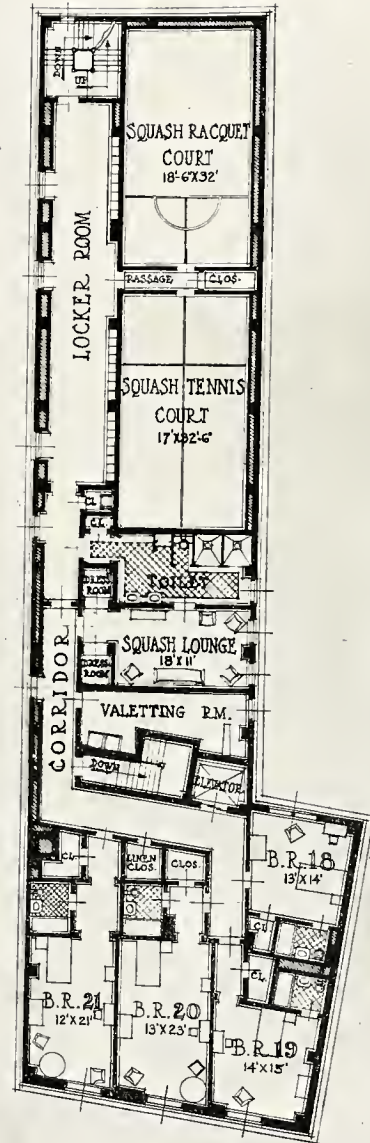 DOWN
UP
SQUASH RACQUET
COURT
18'-6"X32'
LOCKER ROOM
PASSAGE
CLOS.
SQUASH TENNIS
COURT
17'X32'-6"
CL.
CL.
TOILET
DRESS.
ROOM
SQUASH LOUNGE
18'X11'
DRESS.
ROOM
CORRIDOR
VALETTING RM.
DOWN
ELEVATOR
CL.
LINEN
CLOS.
CLOS.
B.R. 18
13'X14'
CL.
CL.
B.R. 21
12'X21'
B.R. 20
13'X23'
B.R. 19
14'X15'